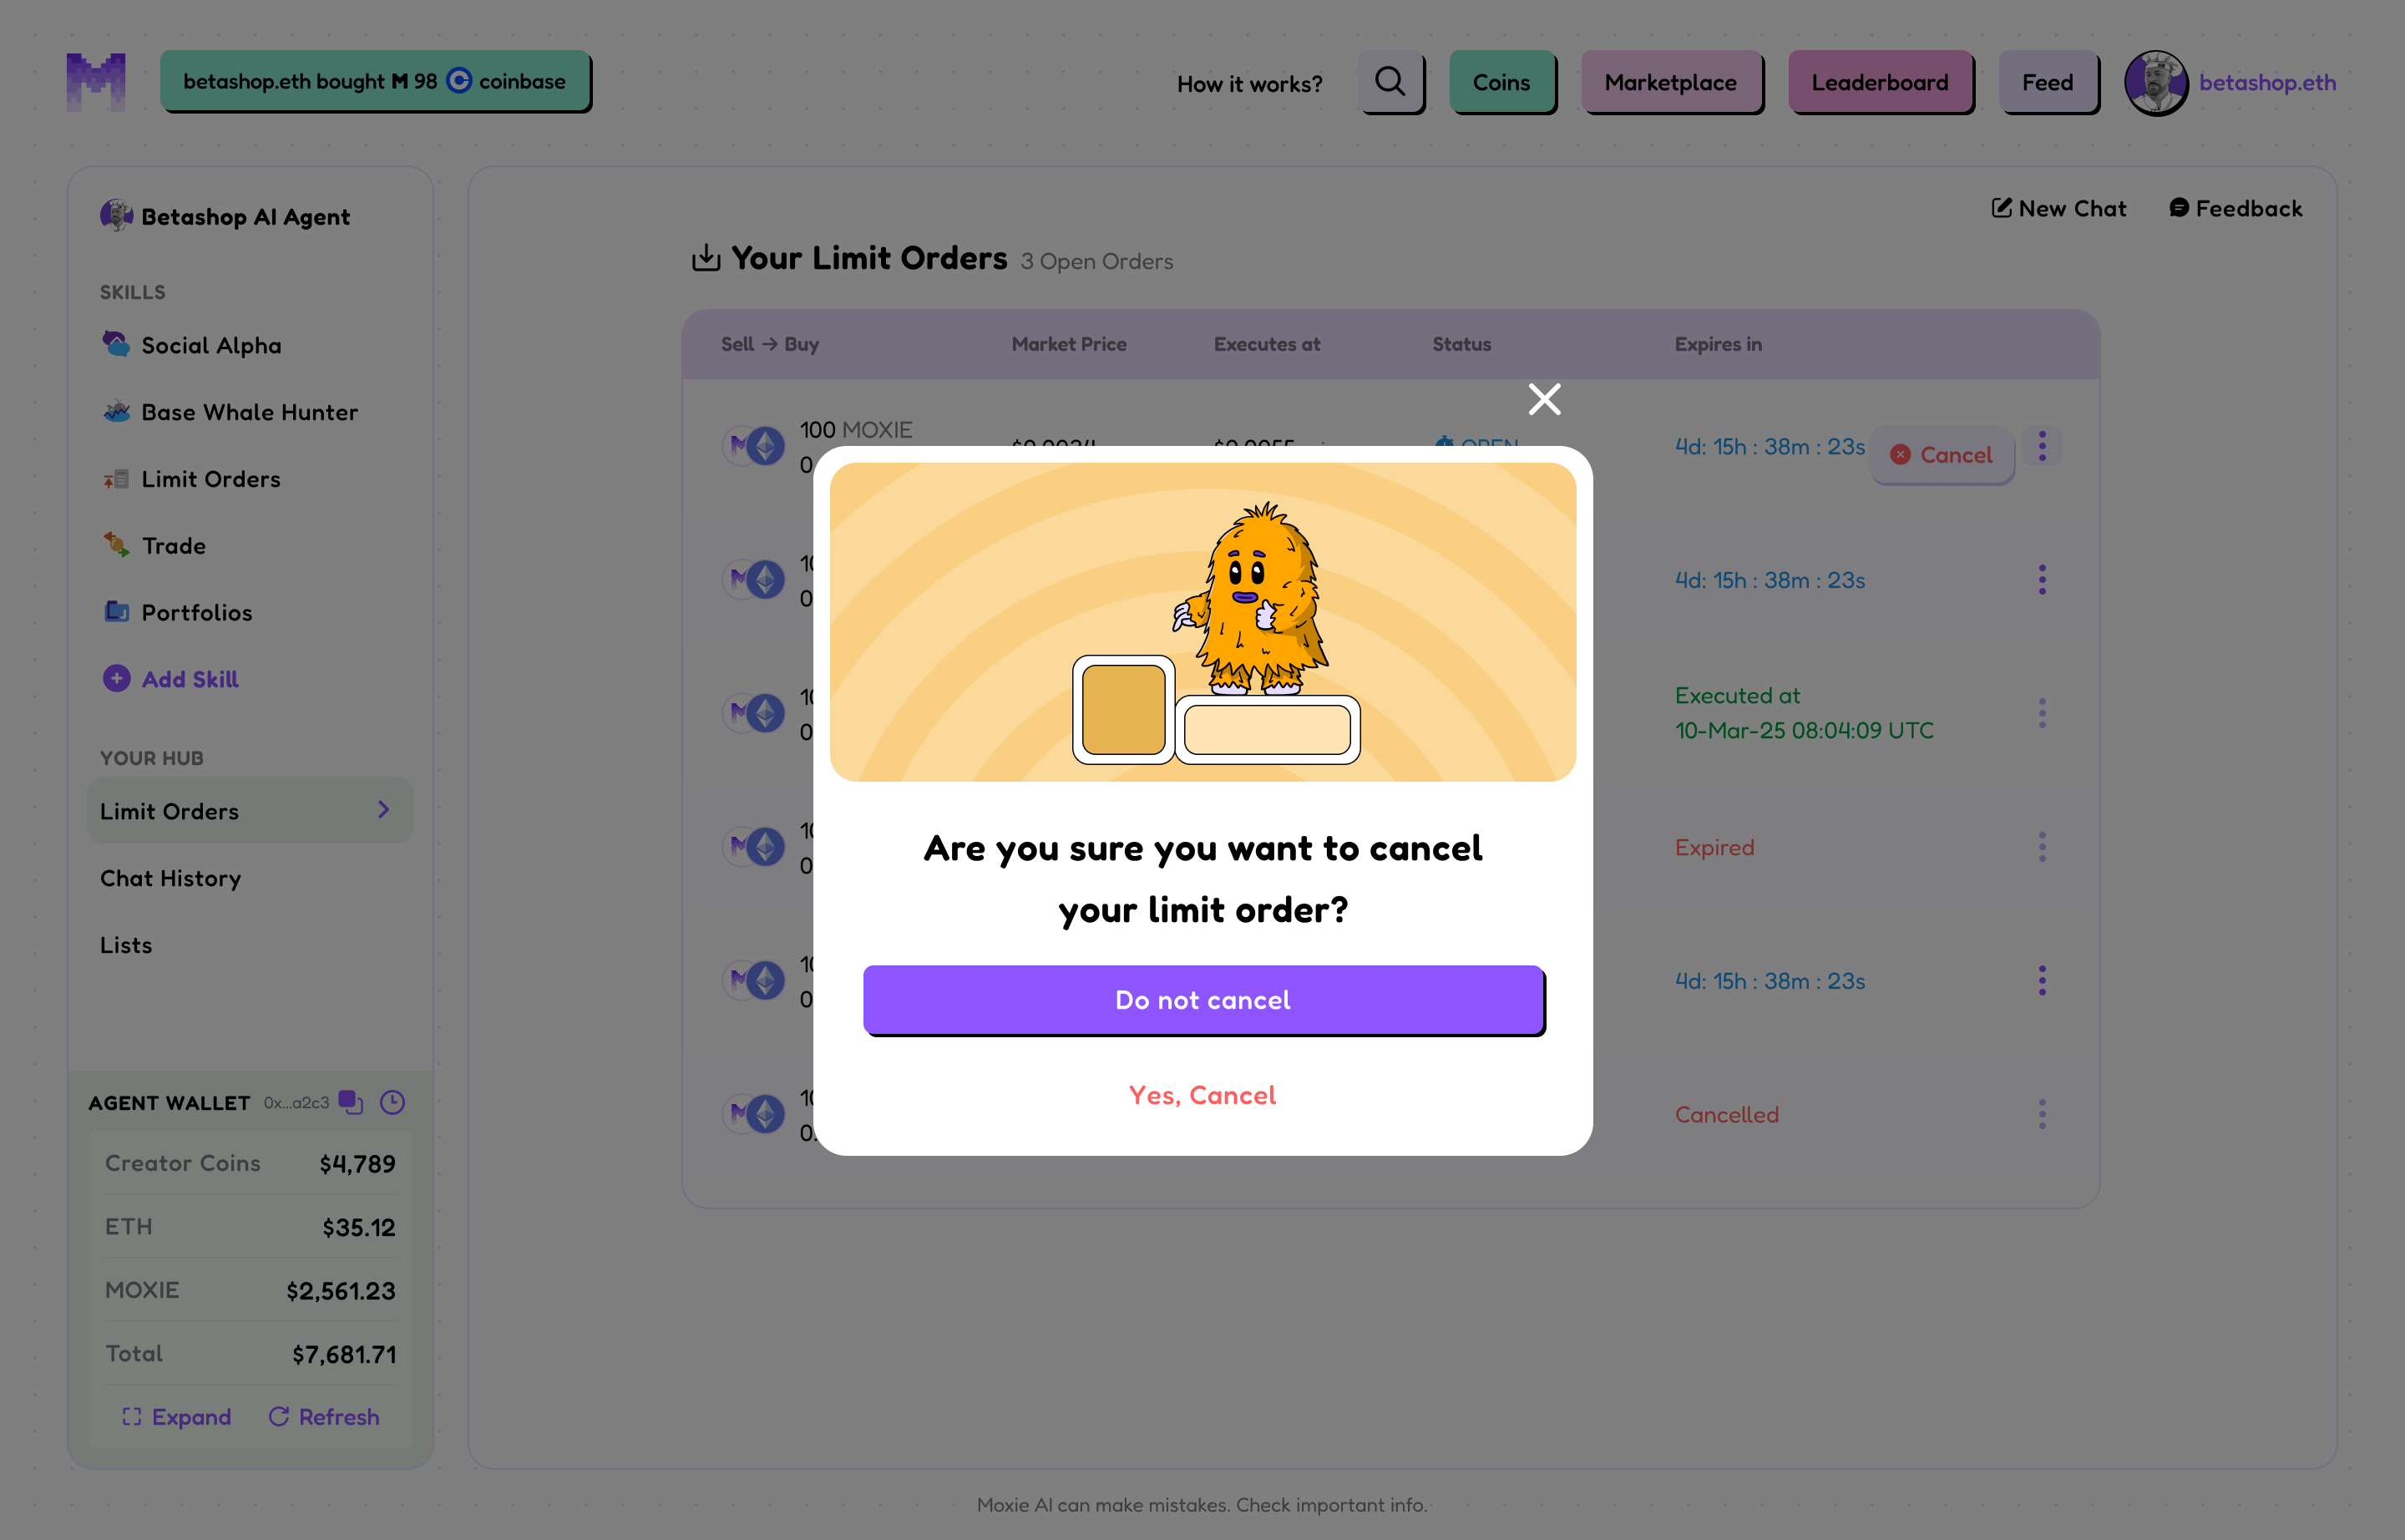 betashop.eth bought M 98 coinbase
How it works?
Coins
Marketplace
Leaderboard
Feed
betashop.eth
Betashop AI Agent
SKILLS
Social Alpha
Base Whale Hunter
Limit Orders
Trade
Portfolios
Add Skill
YOUR HUB
Limit Orders
Chat History
Lists
AGENT WALLET 0x...a2c3
Creator Coins $4,789
ETH $35.12
MOXIE $2,561.23
Total $7,681.71
Expand Refresh
New Chat Feedback
Your Limit Orders 3 Open Orders
Sell → Buy Market Price Executes at Status Expires in
100 MOXIE
4d: 15h : 38m : 23s
Cancel
4d: 15h : 38m : 23s
Executed at
10-Mar-25 08:04:09 UTC
Expired
4d: 15h : 38m : 23s
Cancelled
Are you sure you want to cancel
your limit order?
Do not cancel
Yes, Cancel
Moxie AI can make mistakes. Check important info.